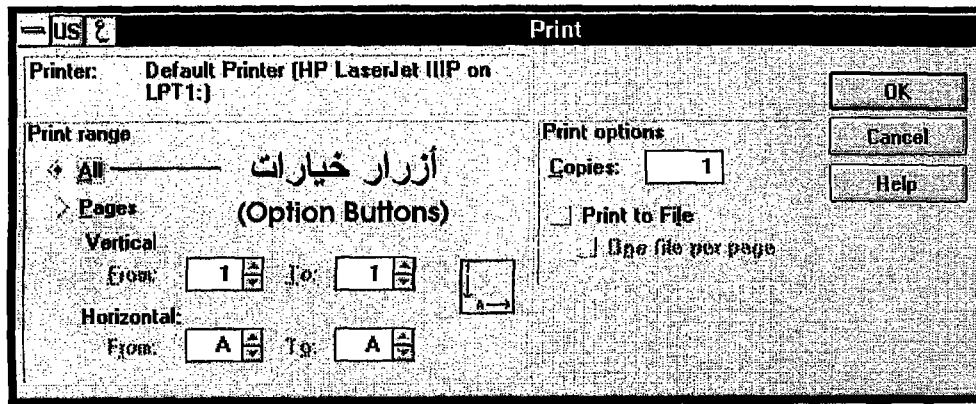 US ع Print
Printer: Default Printer (HP LaserJet IIIP on
LPT1:)
OK
Cancel
Help
Print range
All
أزرار خيارات
(Option Buttons)
Pages
Vertical
From: 1 To: 1
Horizontal:
From: A To: A
A
Print options
Copies: 1
Print to File
One file per page